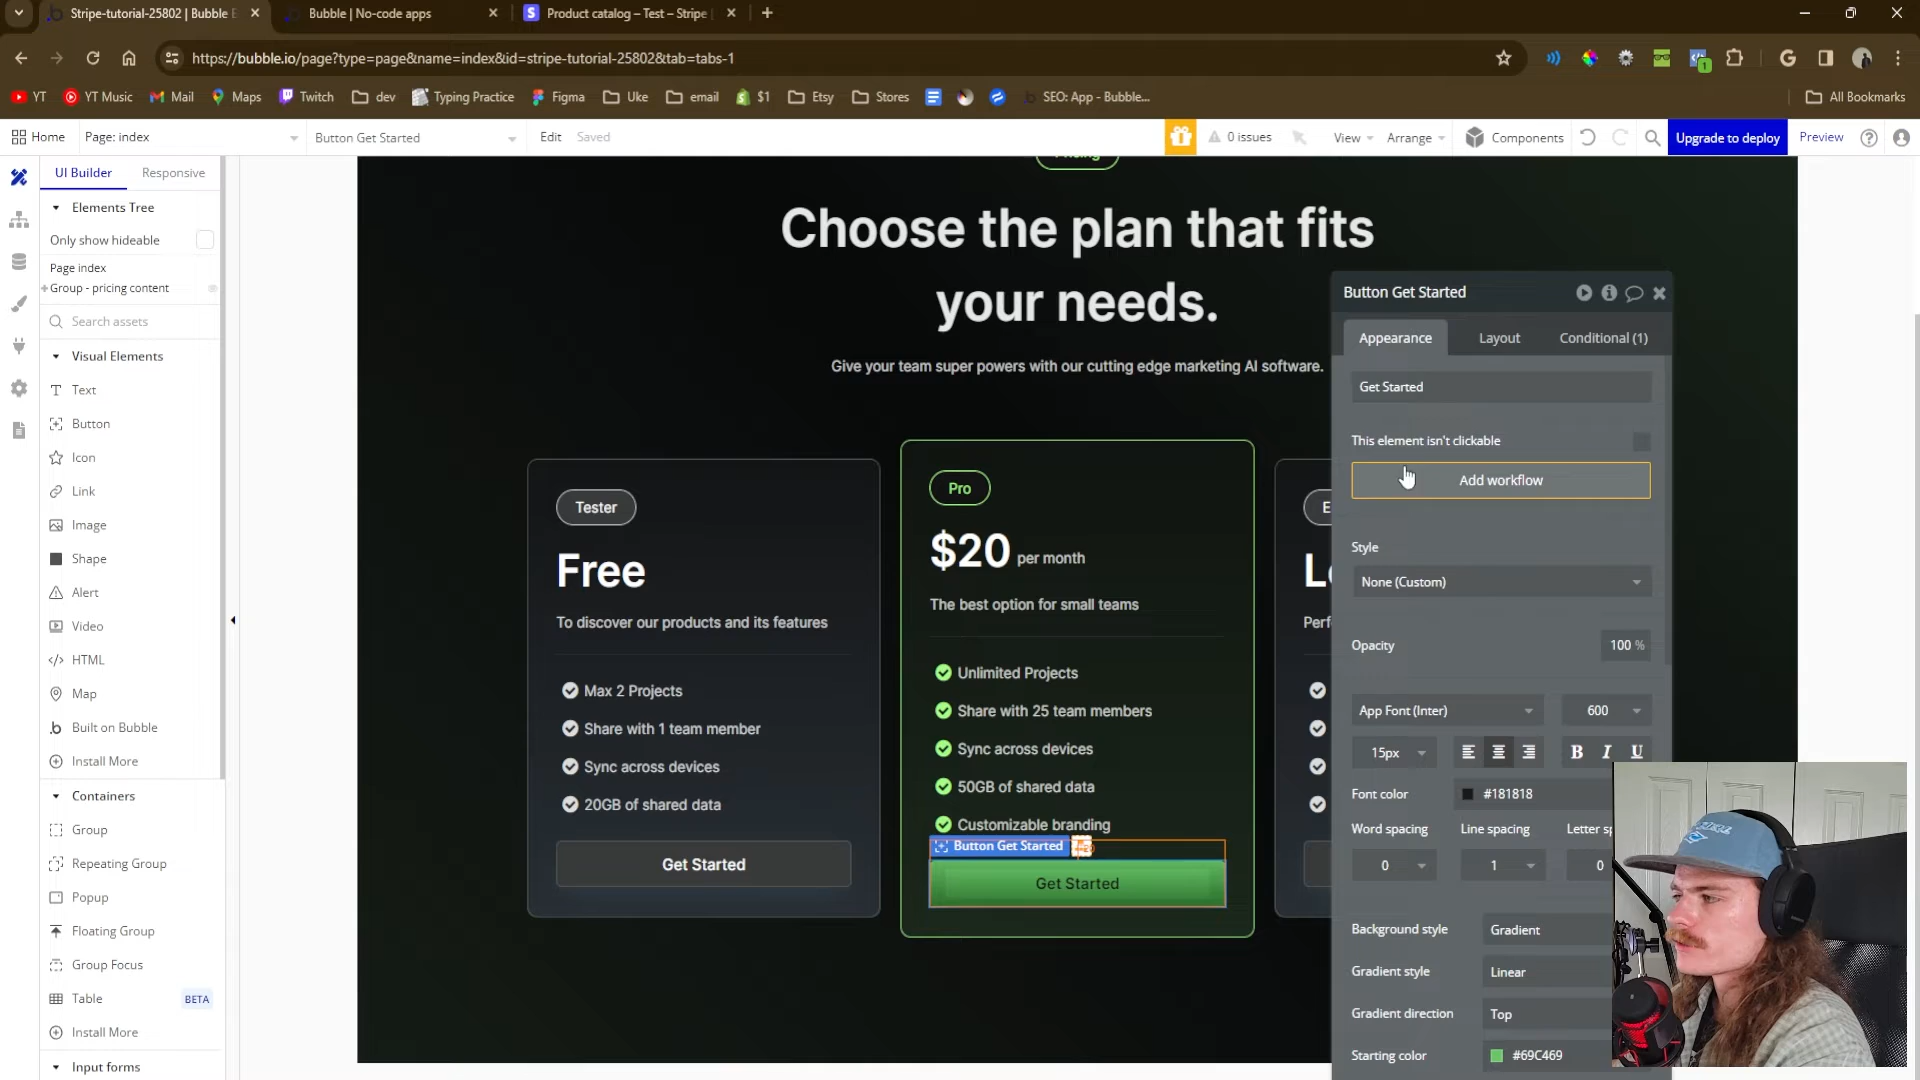 Stripe-tutorial-25802 | Bubble E
Bubble | No-code apps
Product catalog – Test – Stripe
https://bubble.io/page?type=page&name=index&id=stripe-tutorial-25802&tab=tabs-1
YT
YT Music
Mail
Maps
Twitch
dev
Typing Practice
Figma
Uke
email
$1
Etsy
Stores
SEO: App - Bubble...
All Bookmarks
Home
Page: index
Button Get Started
Edit
Saved
0 issues
View
Arrange
Components
Upgrade to deploy
Preview
UI Builder
Responsive
Elements Tree
Only show hideable
Page index
Group - pricing content
Search assets
Visual Elements
Text
Button
Icon
Link
Image
Shape
Alert
Video
HTML
Map
Built on Bubble
Install More
Containers
Group
Repeating Group
Popup
Floating Group
Group Focus
Table
BETA
Install More
Input forms
Pricing
Choose the plan that fits
your needs.
Give your team super powers with our cutting edge marketing AI software.
Tester
Free
To discover our products and its features
Max 2 Projects
Share with 1 team member
Sync across devices
20GB of shared data
Get Started
Pro
$20 per month
The best option for small teams
Unlimited Projects
Share with 25 team members
Sync across devices
50GB of shared data
Customizable branding
Button Get Started
Get Started
E
L
Perf
Button Get Started
Appearance
Layout
Conditional (1)
Get Started
This element isn't clickable
Add workflow
Style
None (Custom)
Opacity
100 %
App Font (Inter)
600
15px
B I U
Font color
#181818
Word spacing
Line spacing
Letter sp
0
1
0
Background style
Gradient
Gradient style
Linear
Gradient direction
Top
Starting color
#69C469